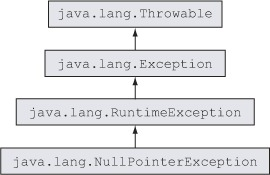 java.lang.Throwable
java.lang.Exception
java.lang.RuntimeException
java.lang.NullPointerException